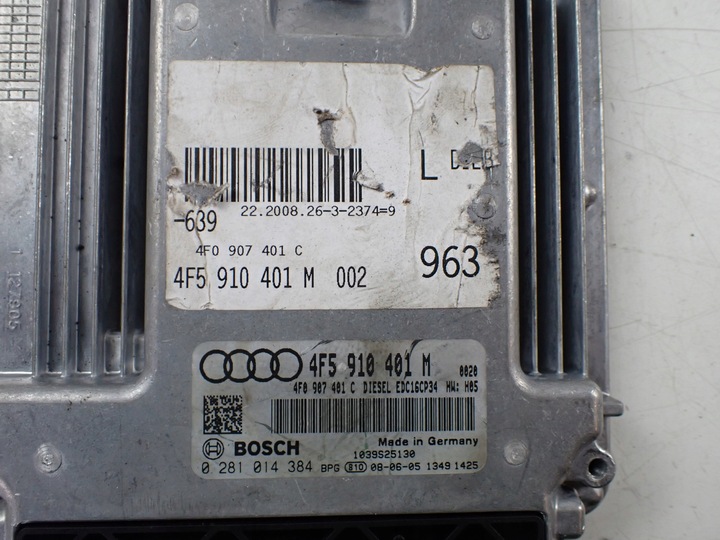 L
22.2008.26-3-2374=9
-639
4F0 907 401 C
4F5 910 401 M 002
963
4F5 910 401 M 0020
4F0 907 401 C DIESEL EDC16CP34 HW: H05
Made in Germany
BOSCH
1039S25130
0 281 014 384 BPG 810 08-06-05 1349 1425